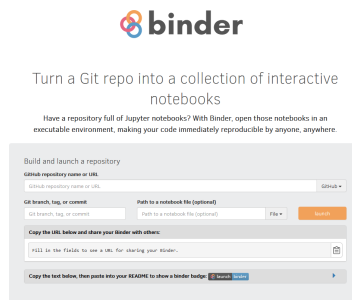 binder
Turn a Git repo into a collection of interactive
notebooks
Have a repository full of Jupyter notebooks? With Binder, open those notebooks in an
executable environment, making your code immediately reproducible by anyone, anywhere.
Build and launch a repository
GitHub repository name or URL
GitHub repository name or URL GitHub
Git branch, tag, or commit Path to a notebook file (optional)
Git branch, tag, or commit Path to a notebook file (optional) File launch
Copy the URL below and share your Binder with others:
Fill in the fields to see a URL for sharing your Binder.
Copy the text below, then paste into your README to show a binder badge: launch binder